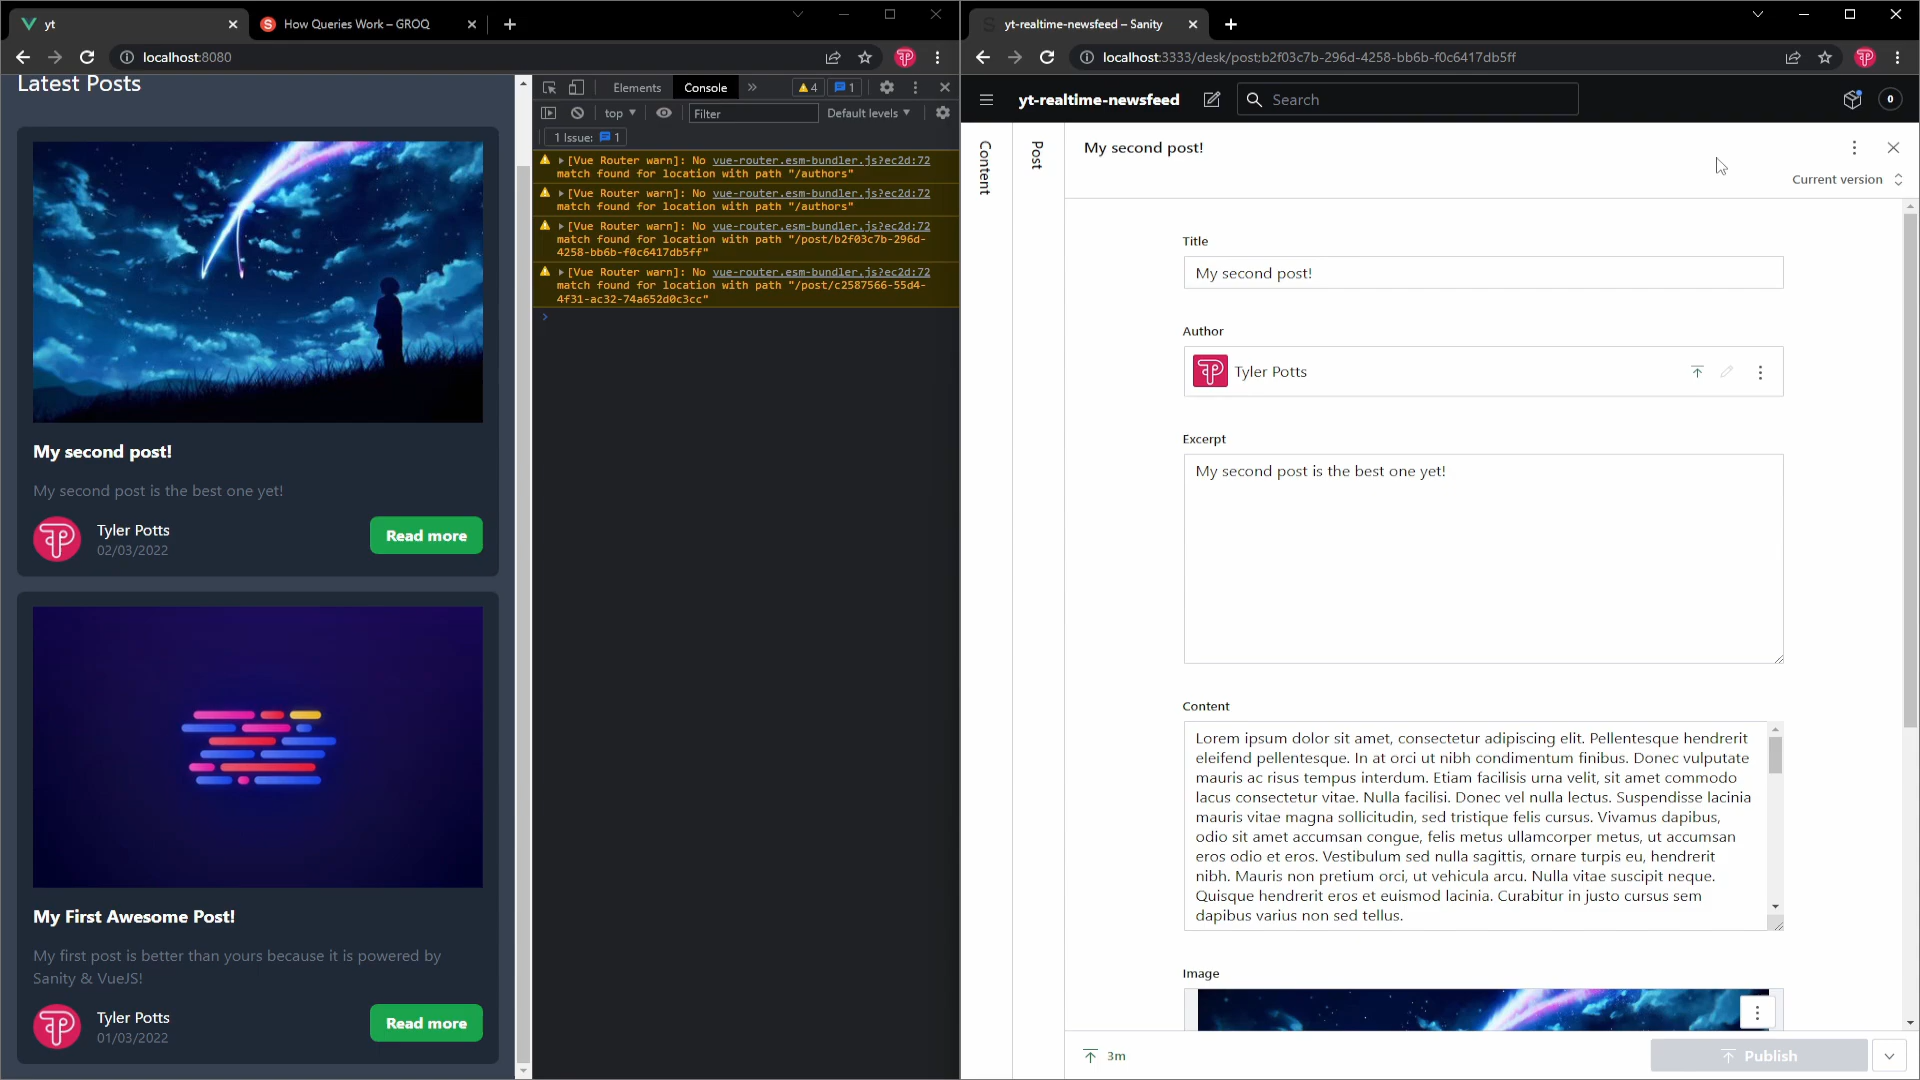 yt
How Queries Work – GROQ
localhost:8080
Latest Posts
My second post!
My second post is the best one yet!
Tyler Potts
02/03/2022
Read more
My First Awesome Post!
My first post is better than yours because it is powered by
Sanity & VueJS!
Tyler Potts
01/03/2022
Read more
Elements
Console
4
1
top
Filter
Default levels
1 Issue: 1
[Vue Router warn]: No vue-router.esm-bundler.js?ec2d:72
match found for location with path "/authors"
[Vue Router warn]: No vue-router.esm-bundler.js?ec2d:72
match found for location with path "/authors"
[Vue Router warn]: No vue-router.esm-bundler.js?ec2d:72
match found for location with path "/post/b2f03c7b-296d-
4258-bb6b-f0c6417db5ff"
[Vue Router warn]: No vue-router.esm-bundler.js?ec2d:72
match found for location with path "/post/c2587566-55d4-
4f31-ac32-74a652d0c3cc"
yt-realtime-newsfeed – Sanity
localhost:3333/desk/post;b2f03c7b-296d-4258-bb6b-f0c6417db5ff
yt-realtime-newsfeed
Search
0
Content
Post
My second post!
Current version
Title
My second post!
Author
Tyler Potts
Excerpt
My second post is the best one yet!
Content
Lorem ipsum dolor sit amet, consectetur adipiscing elit. Pellentesque hendrerit
eleifend pellentesque. In at orci ut nibh condimentum finibus. Donec vulputate
mauris ac risus tempus interdum. Etiam facilisis urna velit, sit amet commodo
lacus consectetur vitae. Nulla facilisi. Donec vel nulla lectus. Suspendisse lacinia
mauris vitae magna sollicitudin, sed tristique felis cursus. Vivamus dapibus,
odio sit amet accumsan congue, felis metus ullamcorper metus, ut accumsan
eros odio et eros. Vestibulum sed nulla sagittis, ornare turpis eu, hendrerit
nibh. Mauris non pretium orci, ut vehicula arcu. Nulla vitae suscipit neque.
Quisque hendrerit eros et euismod lacinia. Curabitur in justo cursus sem
dapibus varius non sed tellus.
Image
3m
Publish